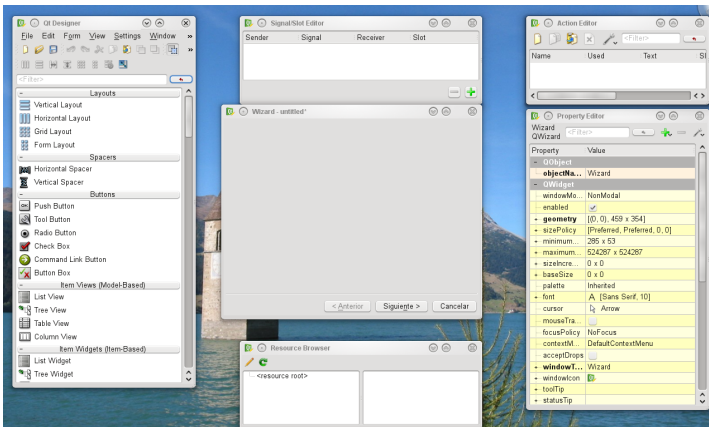 Qt Designer
File Edit Form View Settings Window »
»
<Filter>
Layouts
Vertical Layout
Horizontal Layout
Grid Layout
Form Layout
Spacers
Horizontal Spacer
Vertical Spacer
Buttons
Push Button
Tool Button
Radio Button
Check Box
Command Link Button
Button Box
Item Views (Model-Based)
List View
Tree View
Table View
Column View
Item Widgets (Item-Based)
List Widget
Tree Widget
Signal/Slot Editor
Sender Signal Receiver Slot
Wizard - untitled*
< Anterior Siguiente > Cancelar
Resource Browser
<resource root>
Action Editor
<Filter>
Name Used Text Sl
Property Editor
Wizard
QWizard
<Filter>
Property Value
QObject
objectNa... Wizard
QWidget
windowMo... NonModal
enabled
geometry [(0, 0), 459 x 354]
sizePolicy [Preferred, Preferred, 0, 0]
minimum... 285 x 53
maximum... 524287 x 524287
sizeIncre... 0 x 0
baseSize 0 x 0
palette Inherited
font A [Sans Serif, 10]
cursor Arrow
mouseTra...
focusPolicy NoFocus
contextM... DefaultContextMenu
acceptDrops
windowT... Wizard
windowIcon
toolTip
statusTip